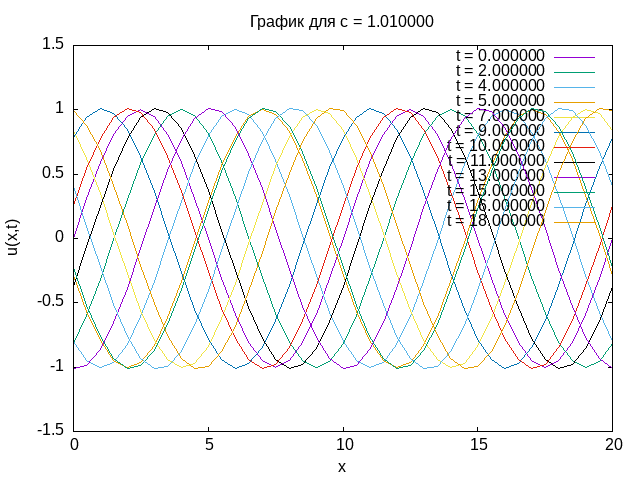 График для c = 1.010000
u(x,t)
1.5
1
0.5
0
-0.5
-1
-1.5
0 5 10 15 20
x
t = 0.000000
t = 2.000000
t = 4.000000
t = 5.000000
t = 7.000000
t = 9.000000
t = 10.000000
t = 11.000000
t = 13.000000
t = 15.000000
t = 16.000000
t = 18.000000